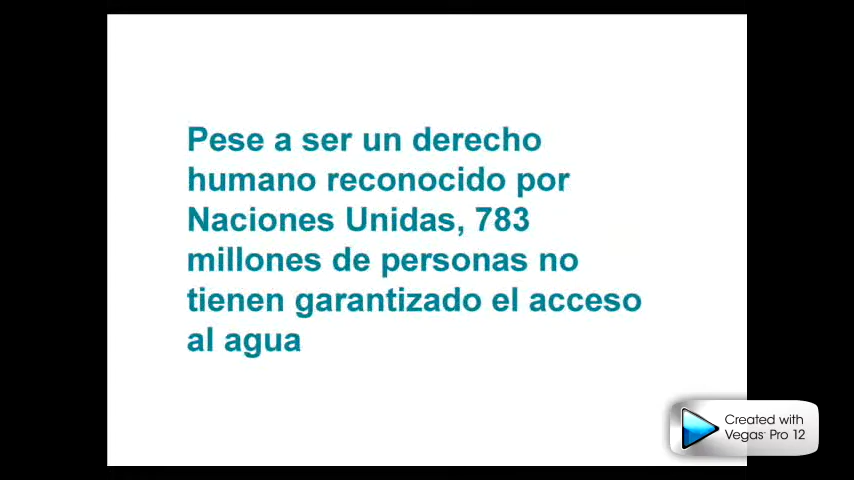 Pese a ser un derecho
humano reconocido por
Naciones Unidas, 783
millones de personas no
tienen garantizado el acceso
al agua
Created with
Vegas™ Pro 12